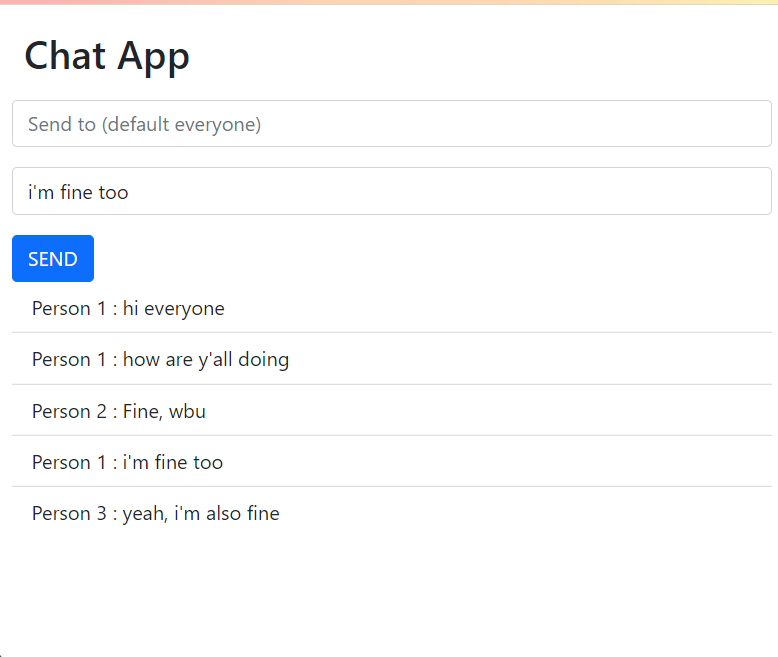 Chat App
Send to (default everyone)
i'm fine too
SEND
Person 1 : hi everyone
Person 1 : how are y'all doing
Person 2 : Fine, wbu
Person 1 : i'm fine too
Person 3 : yeah, i'm also fine